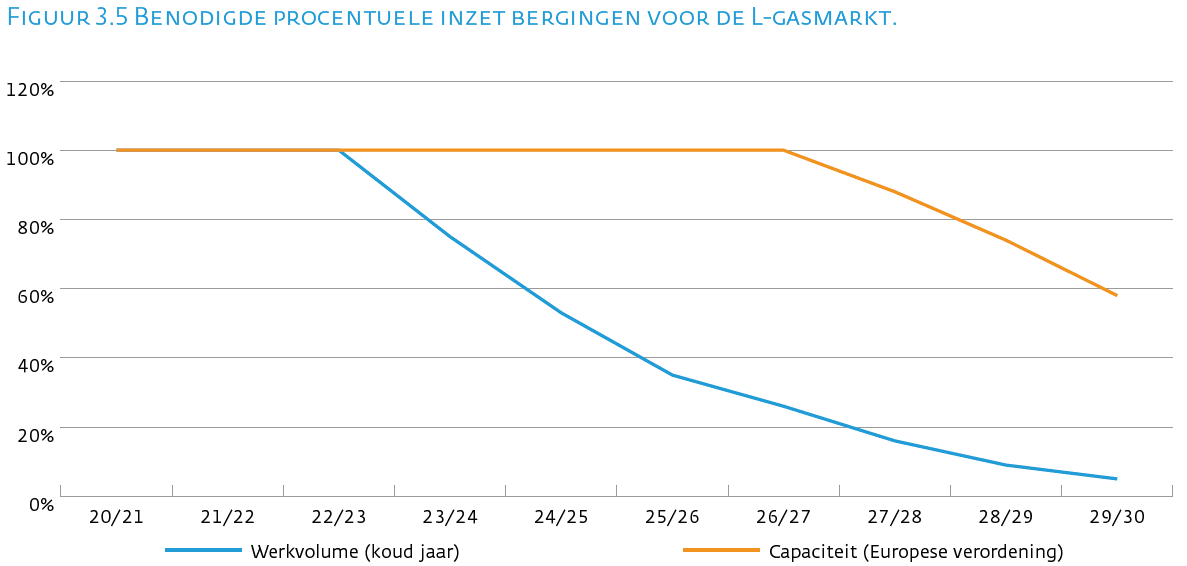 Figuur 3.5 Benodigde procentuele inzet bergingen voor de L-gasmarkt.
120%
100%
80%
60%
40%
20%
0%
20/21 21/22 22/23 23/24 24/25 25/26 26/27 27/28 28/29 29/30
Werkvolume (koud jaar) Capaciteit (Europese verordening)